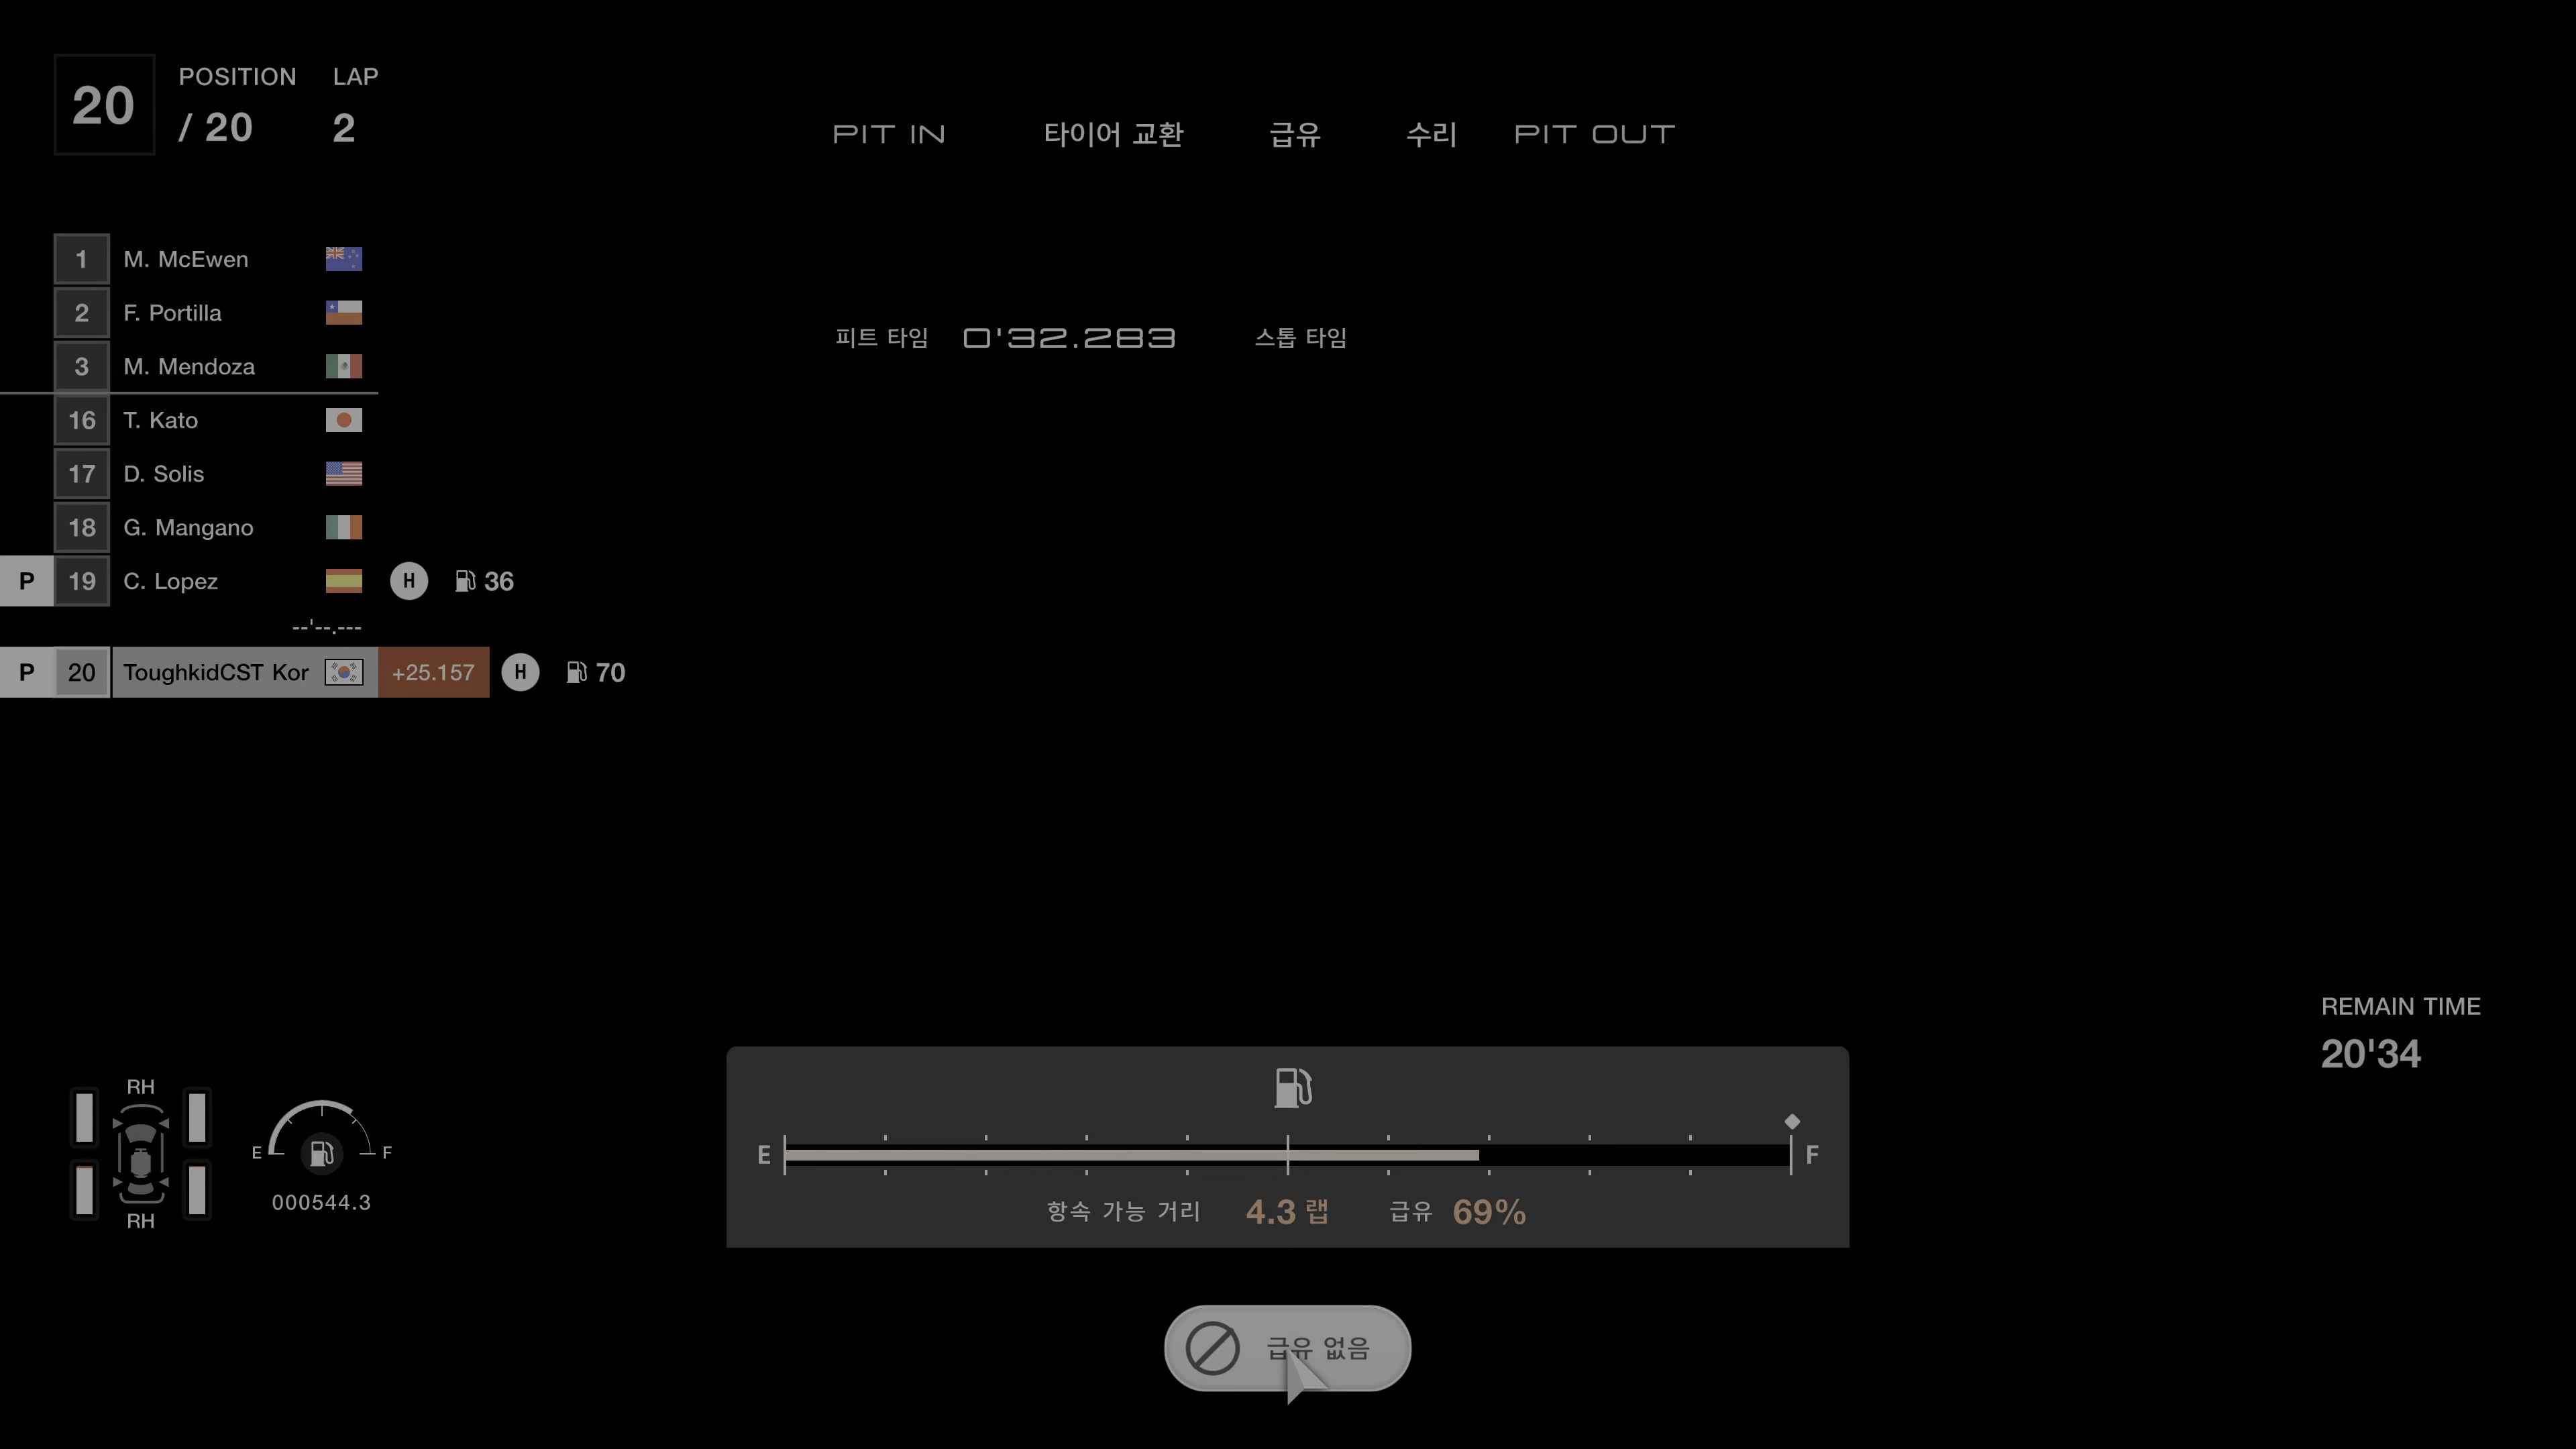 20
POSITION LAP
/ 20 2
PIT IN 타이어 교환 급유 수리 PIT OUT
피트 타임 0'32.283 스톱 타임
1 M. McEwen
2 F. Portilla
3 M. Mendoza
16 T. Kato
17 D. Solis
18 G. Mangano
P 19 C. Lopez H 36
--'--.---
P 20 ToughkidCST Kor +25.157 H 70
REMAIN TIME
20'34
RH
E F
000544.3
RH
E F
항속 가능 거리 4.3 랩 급유 69%
급유 없음